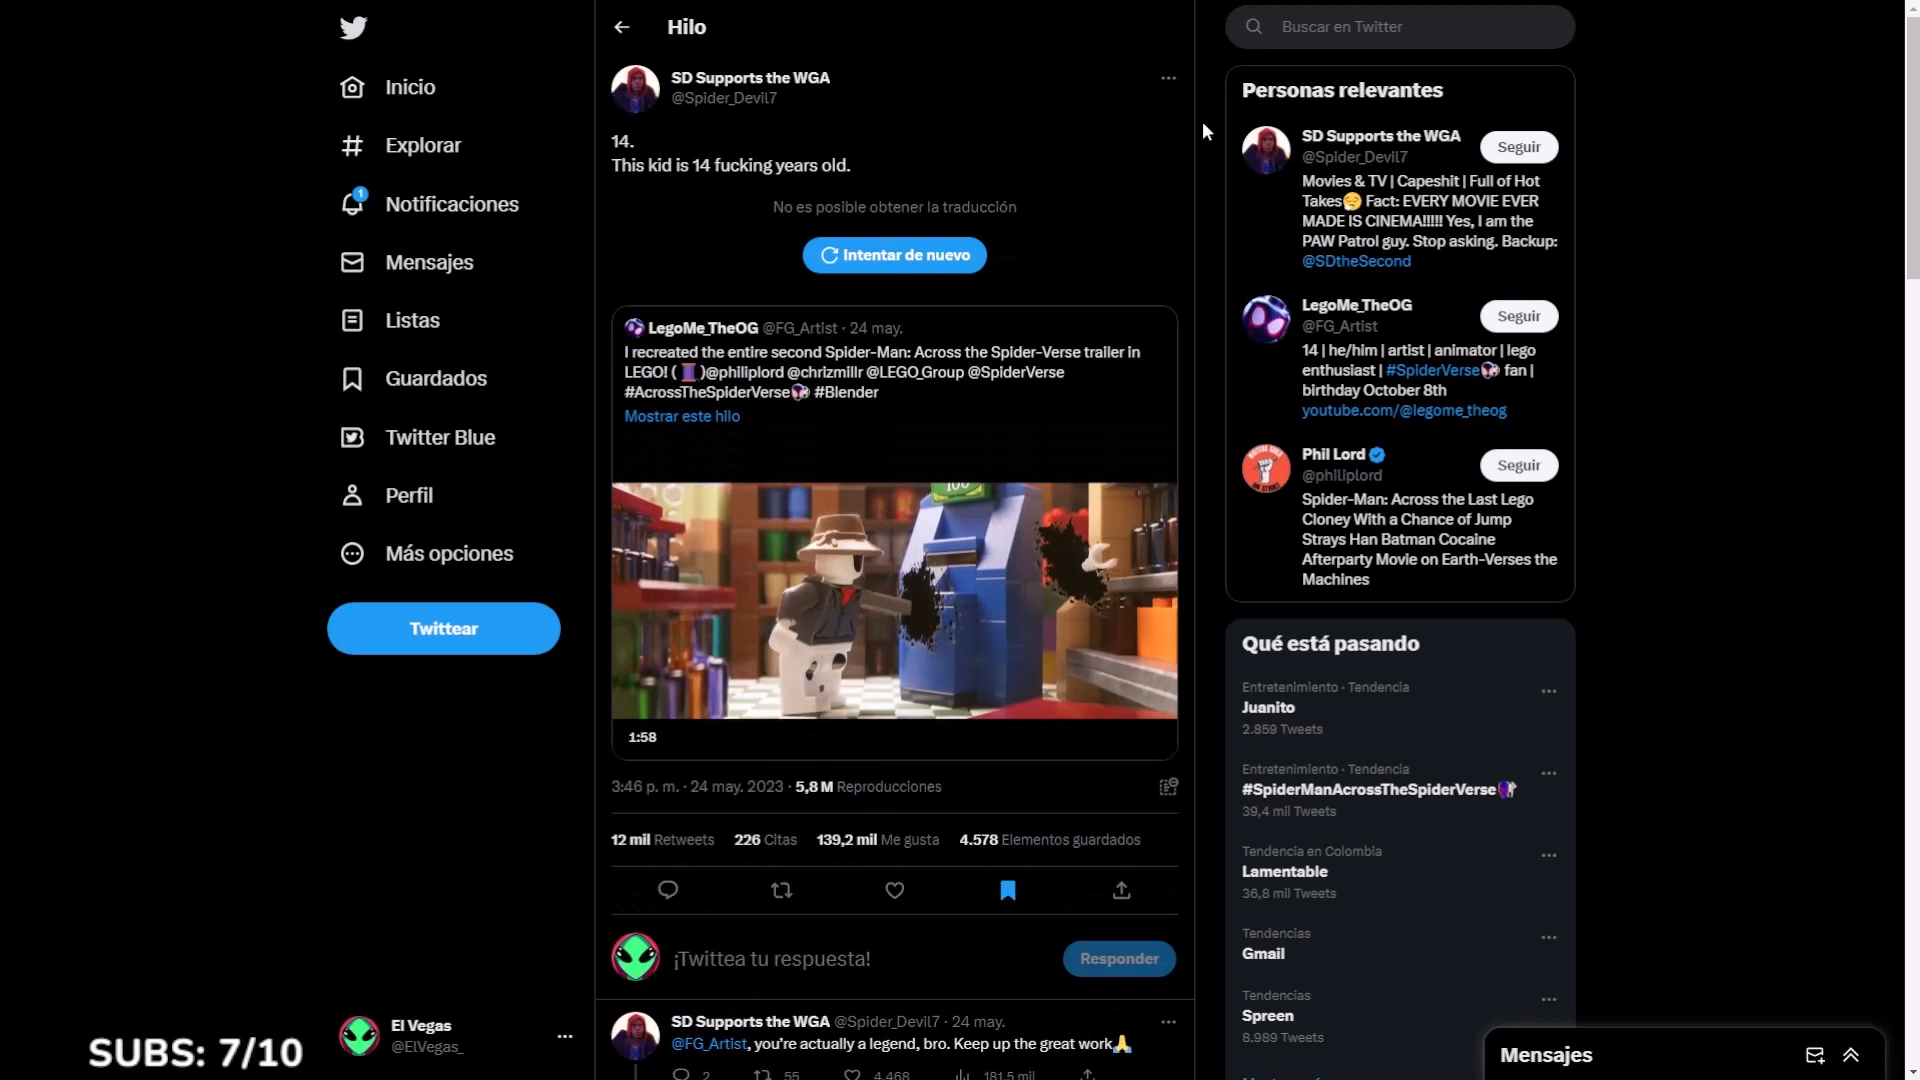 Inicio
Explorar
1
Notificaciones
Mensajes
Listas
Guardados
Twitter Blue
Perfil
Más opciones
Twittear
El Vegas
@ElVegas_
SUBS: 7/10
Hilo
SD Supports the WGA
@Spider_Devil7
14.
This kid is 14 fucking years old.
No es posible obtener la traducción
Intentar de nuevo
LegoMe_TheOG @FG_Artist · 24 may.
I recreated the entire second Spider-Man: Across the Spider-Verse trailer in
LEGO! (🧵)@philiplord @chrizmillr @LEGO_Group @SpiderVerse
#AcrossTheSpiderVerse #Blender
Mostrar este hilo
100
1:58
3:46 p. m. · 24 may. 2023 · 5,8 M Reproducciones
12 mil Retweets 226 Citas 139,2 mil Me gusta 4.578 Elementos guardados
¡Twittea tu respuesta!
Responder
SD Supports the WGA @Spider_Devil7 · 24 may.
@FG_Artist, you're actually a legend, bro. Keep up the great work🙏
2 55 4.468 181,5 mil
Buscar en Twitter
Personas relevantes
SD Supports the WGA
@Spider_Devil7
Seguir
Movies & TV | Capeshit | Full of Hot
Takes😤 Fact: EVERY MOVIE EVER
MADE IS CINEMA!!!!! Yes, I am the
PAW Patrol guy. Stop asking. Backup:
@SDtheSecond
LegoMe_TheOG
@FG_Artist
Seguir
14 | he/him | artist | animator | lego
enthusiast | #SpiderVerse fan |
birthday October 8th
youtube.com/@legome_theog
Phil Lord
@philiplord
Seguir
Spider-Man: Across the Last Lego
Cloney With a Chance of Jump
Strays Han Batman Cocaine
Afterparty Movie on Earth-Verses the
Machines
Qué está pasando
Entretenimiento · Tendencia
Juanito
2.859 Tweets
Entretenimiento · Tendencia
#SpiderManAcrossTheSpiderVerse
39,4 mil Tweets
Tendencia en Colombia
Lamentable
36,8 mil Tweets
Tendencias
Gmail
Tendencias
Spreen
8.989 Tweets
Mensajes